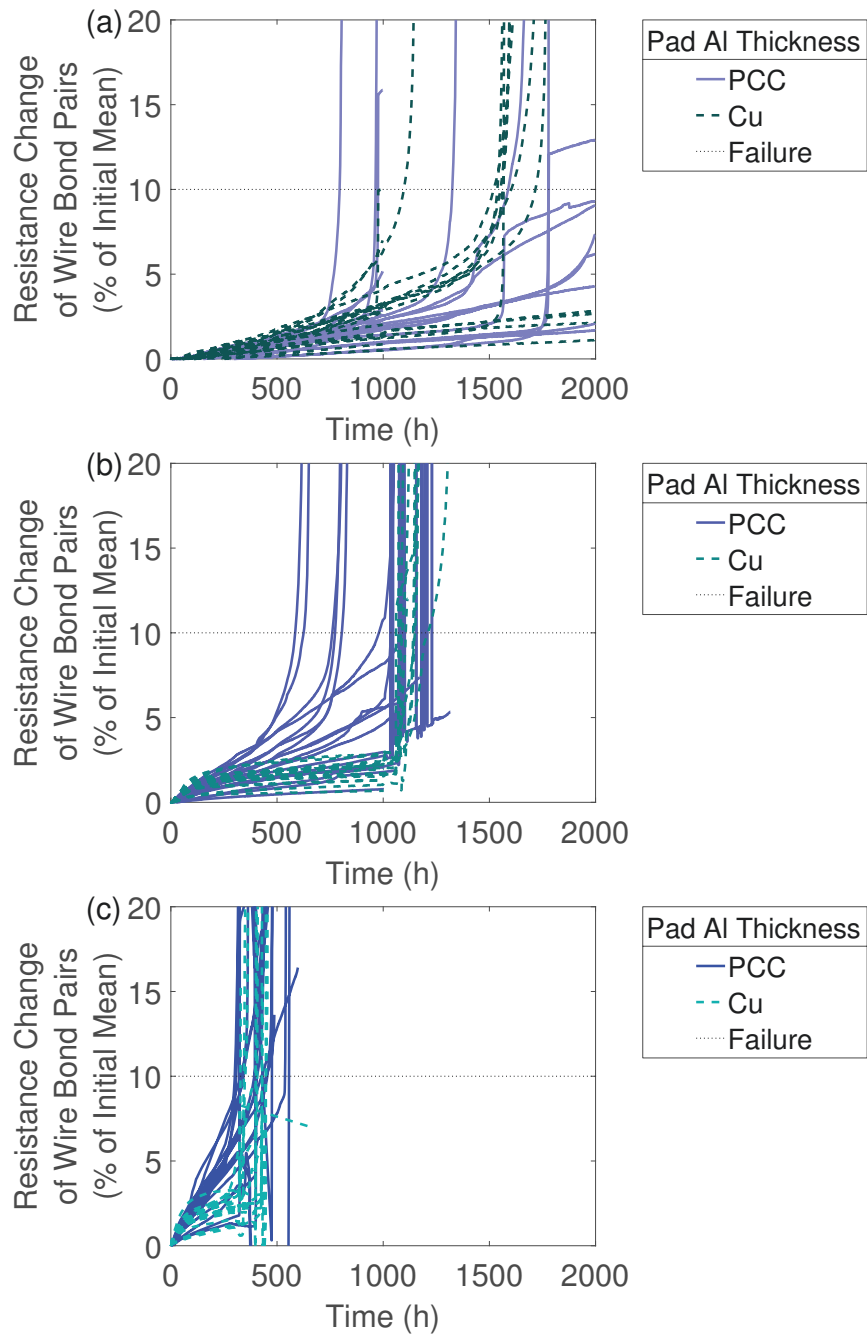 (a)
20
15
10
5
0
Resistance Change
of Wire Bond Pairs
(% of Initial Mean)
0 500 1000 1500 2000
Time (h)
Pad Al Thickness
PCC
Cu
Failure
(b)
20
15
10
5
0
Resistance Change
of Wire Bond Pairs
(% of Initial Mean)
0 500 1000 1500 2000
Time (h)
Pad Al Thickness
PCC
Cu
Failure
(c)
20
15
10
5
0
Resistance Change
of Wire Bond Pairs
(% of Initial Mean)
0 500 1000 1500 2000
Time (h)
Pad Al Thickness
PCC
Cu
Failure